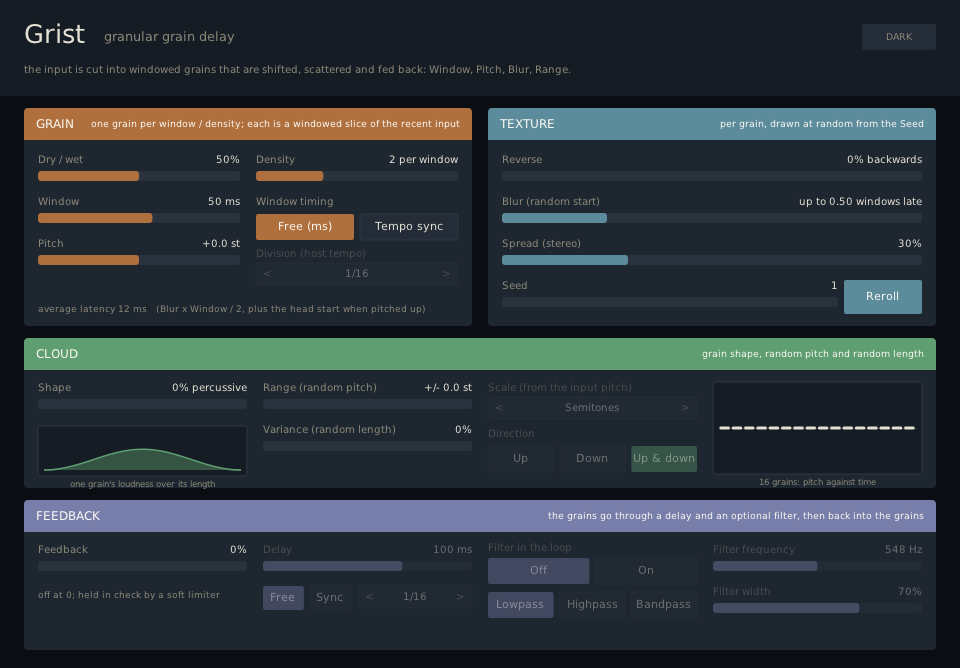 Grist granular grain delay
DARK
the input is cut into windowed grains that are shifted, scattered and fed back: Window, Pitch, Blur, Range.
GRAIN one grain per window / density; each is a windowed slice of the recent input
Dry / wet 50%
Density 2 per window
Window 50 ms
Window timing
Free (ms) Tempo sync
Pitch +0.0 st
Division (host tempo)
< 1/16 >
average latency 12 ms (Blur x Window / 2, plus the head start when pitched up)
TEXTURE per grain, drawn at random from the Seed
Reverse 0% backwards
Blur (random start) up to 0.50 windows late
Spread (stereo) 30%
Seed 1
Reroll
CLOUD grain shape, random pitch and random length
Shape 0% percussive
one grain's loudness over its length
Range (random pitch) +/- 0.0 st
Variance (random length) 0%
Scale (from the input pitch)
< Semitones >
Direction
Up Down Up & down
16 grains: pitch against time
FEEDBACK the grains go through a delay and an optional filter, then back into the grains
Feedback 0%
off at 0; held in check by a soft limiter
Delay 100 ms
Free Sync < 1/16 >
Filter in the loop
Off On
Lowpass Highpass Bandpass
Filter frequency 548 Hz
Filter width 70%